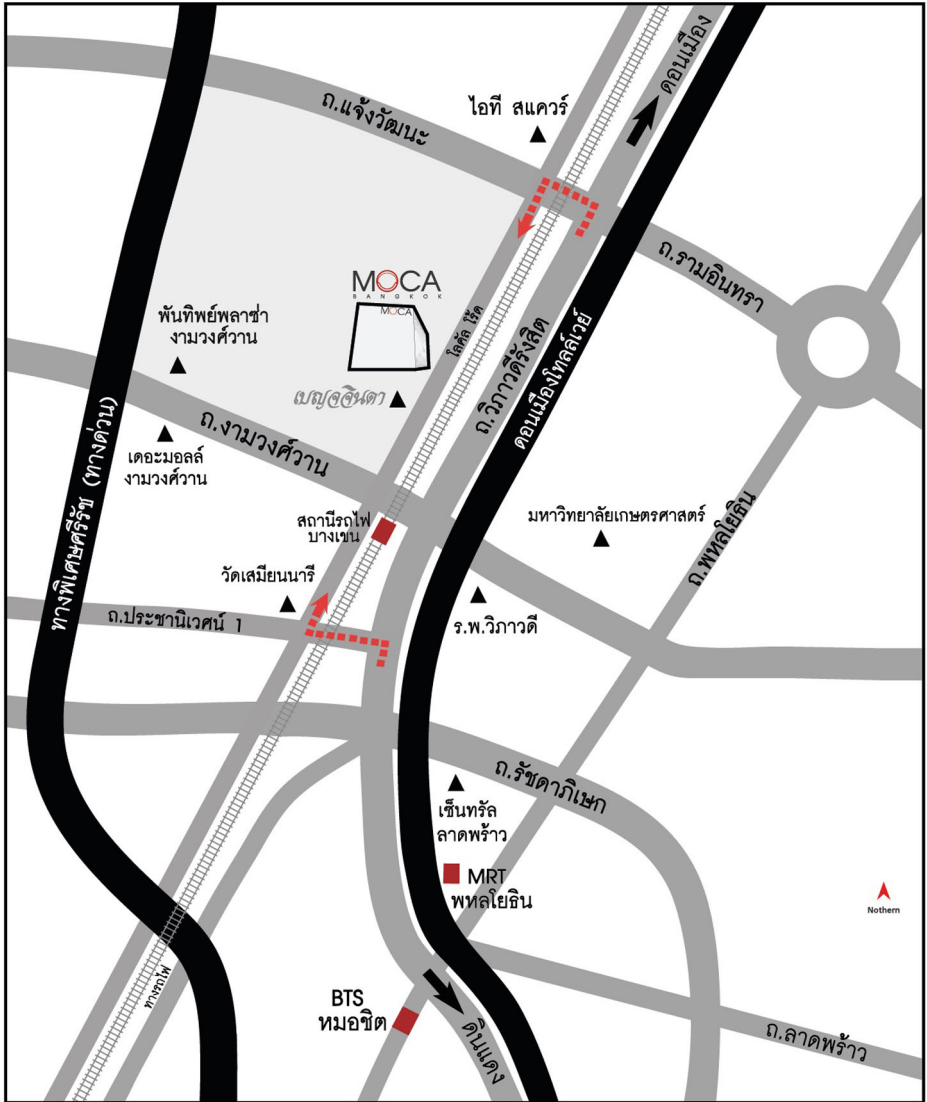 ดอนเมือง
ถ.แจ้งวัฒนะ
ไอที สแควร์
ถ.รามอินทรา
MOCA
BANGKOK
MOCA
โลคัล โร้ด
พันทิพย์พลาซ่า
งามวงศ์วาน
ถ.วิภาวดีรังสิต
ดอนเมืองโทลล์เวย์
เบญจจินดา
ถ.งามวงศ์วาน
เดอะมอลล์
งามวงศ์วาน
ทางพิเศษศรีรัช (ทางด่วน)
สถานีรถไฟ
บางเขน
มหาวิทยาลัยเกษตรศาสตร์
ถ.พหลโยธิน
วัดเสมียนนารี
ถ.ประชานิเวศน์ 1
ร.พ.วิภาวดี
ถ.รัชดาภิเษก
เซ็นทรัล
ลาดพร้าว
MRT
พหลโยธิน
Nothern
ทางรถไฟ
BTS
หมอชิต
ดินแดง
ถ.ลาดพร้าว